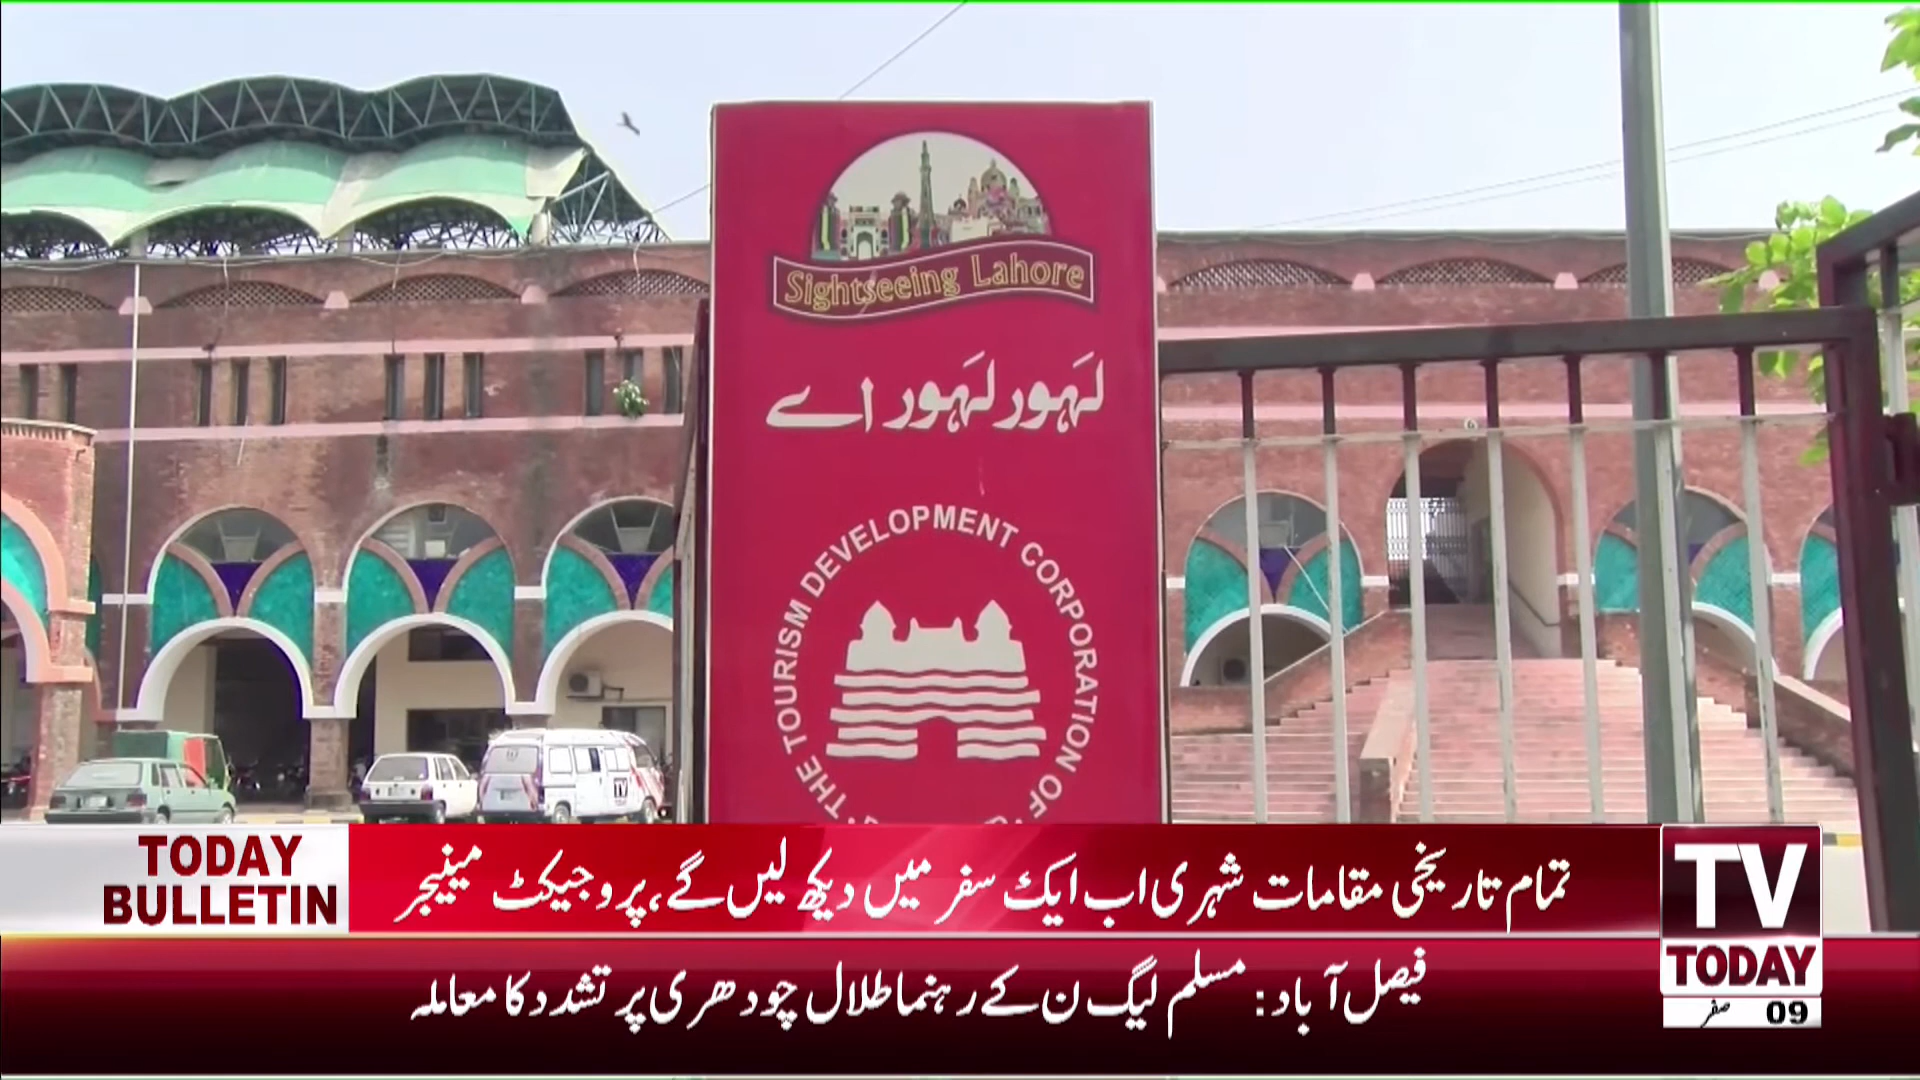 Sightseeing Lahore
لہور لہور اے
THE TOURISM DEVELOPMENT CORPORATION OF
TV
TODAY BULLETIN
تمام تاریخی مقامات شہری اب ایک سفر میں دیکھ لیں گے، پروجیکٹ مینیجر
فیصل آباد: مسلم لیگ ن کے رہنما طلال چودھری پر تشدد کا معاملہ
TV
TODAY
09 صفر